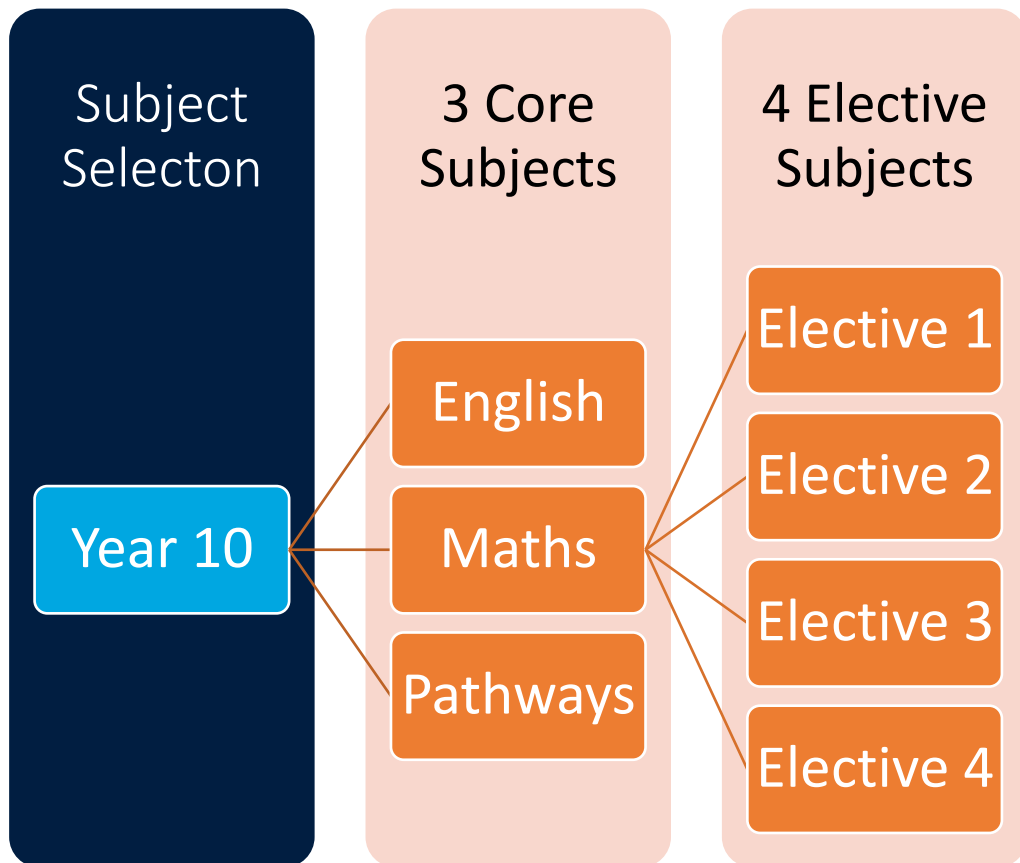 Subject
Selecton
3 Core
Subjects
4 Elective
Subjects
Year 10
English
Maths
Pathways
Elective 1
Elective 2
Elective 3
Elective 4